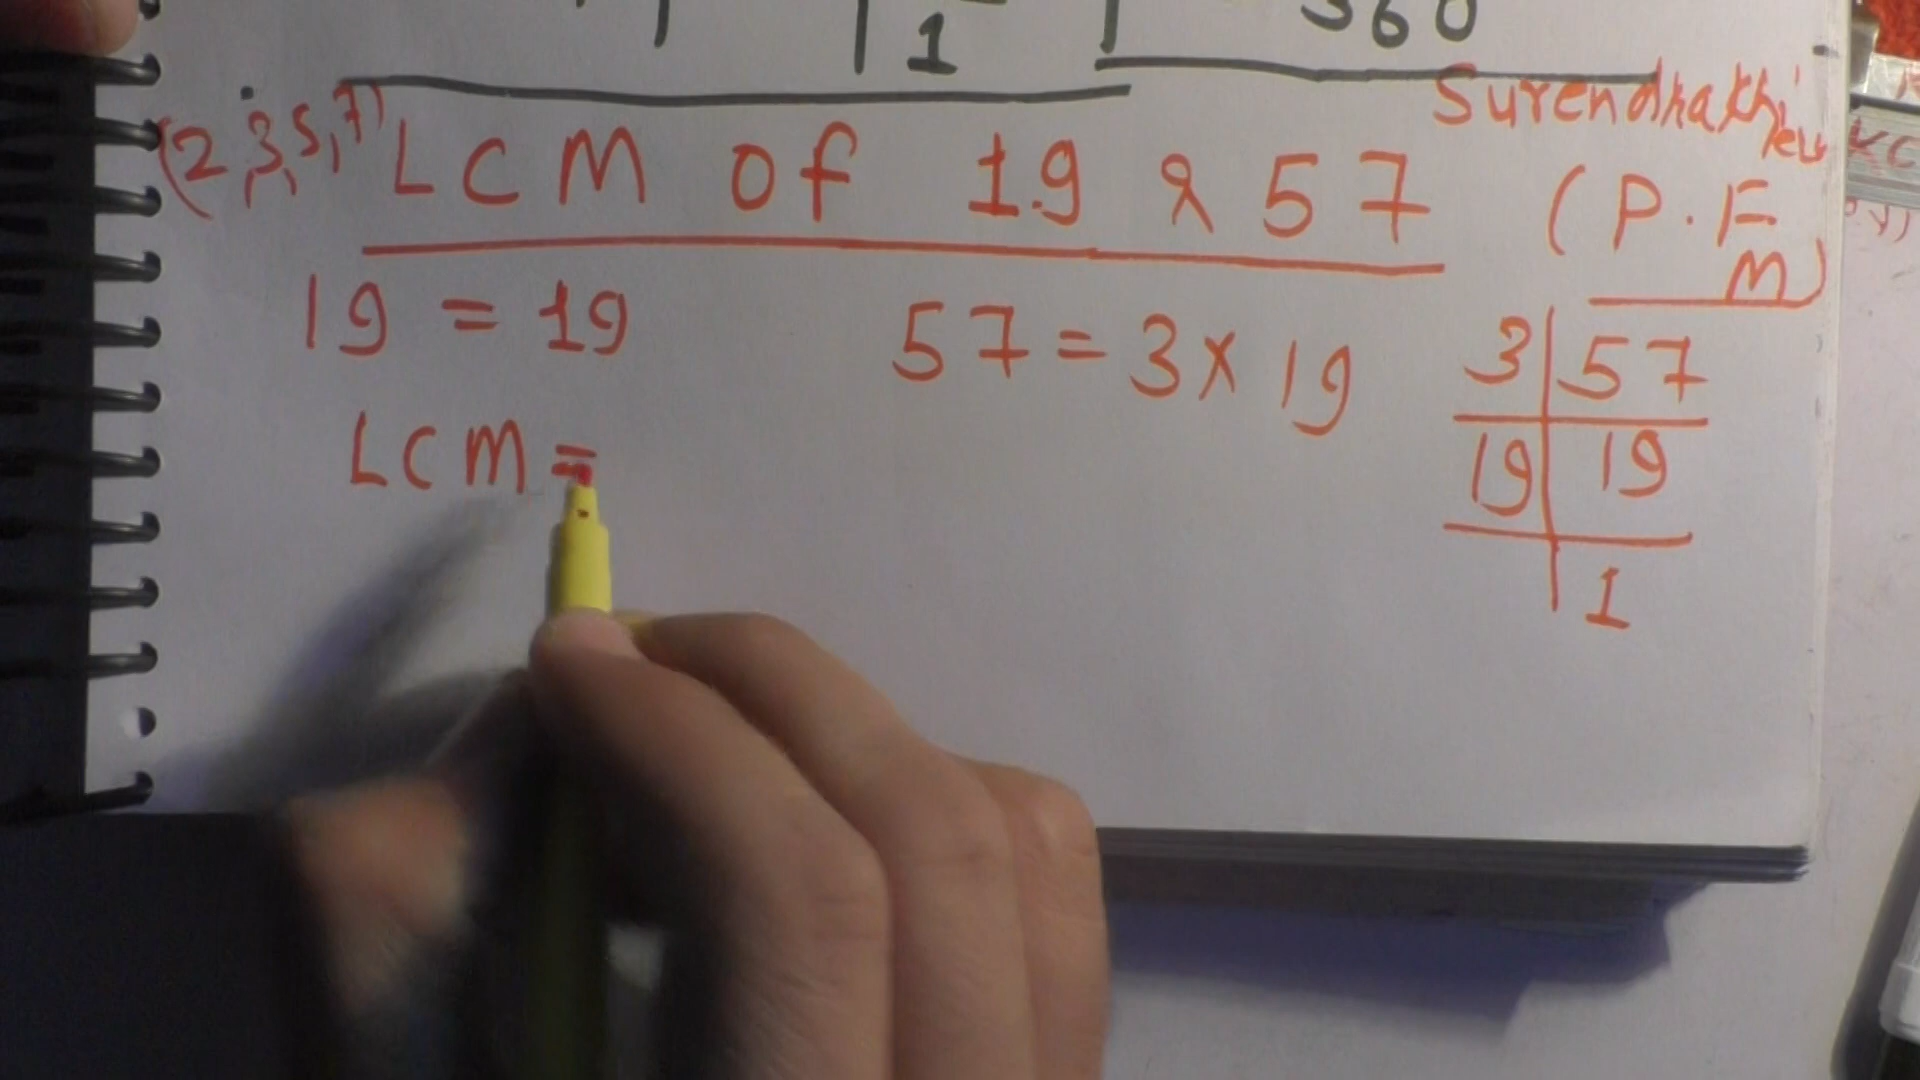 1 360
Surendrakhilery
(2,3,5,7) LCM of 19 & 57 (P.F
M)
19 = 19 57 = 3 x 19 3 57
LCM = 19 19
1